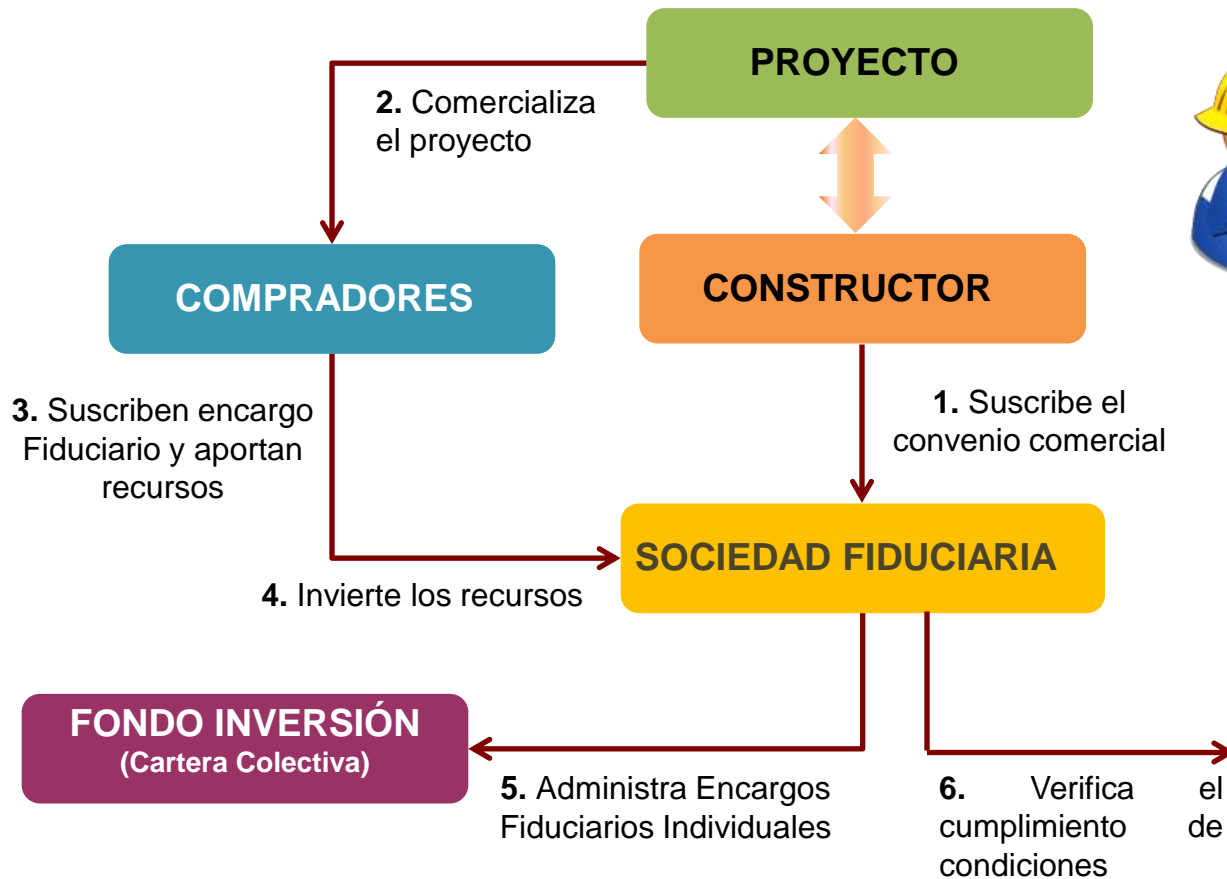 PROYECTO
2. Comercializa
el proyecto
COMPRADORES
CONSTRUCTOR
3. Suscriben encargo
Fiduciario y aportan
recursos
1. Suscribe el
convenio comercial
SOCIEDAD FIDUCIARIA
4. Invierte los recursos
FONDO INVERSIÓN
(Cartera Colectiva)
5. Administra Encargos
Fiduciarios Individuales
6. Verifica el
cumplimiento de
condiciones